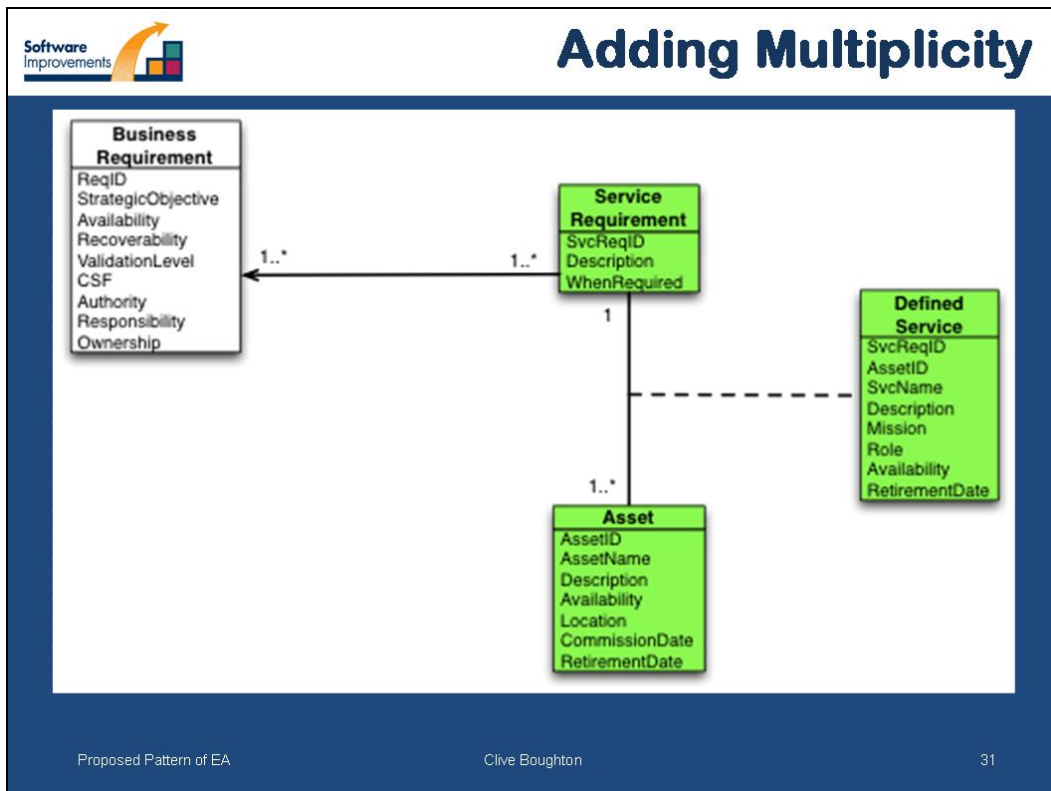 Software
Improvements
Adding Multiplicity
Business
Requirement
ReqID
StrategicObjective
Availability
Recoverability
ValidationLevel
CSF
Authority
Responsibility
Ownership
1..*
1..*
Service
Requirement
SvcReqID
Description
WhenRequired
1
Defined
Service
SvcReqID
AssetID
SvcName
Description
Mission
Role
Availability
RetirementDate
1..*
Asset
AssetID
AssetName
Description
Availability
Location
CommissionDate
RetirementDate
Proposed Pattern of EA
Clive Boughton
31